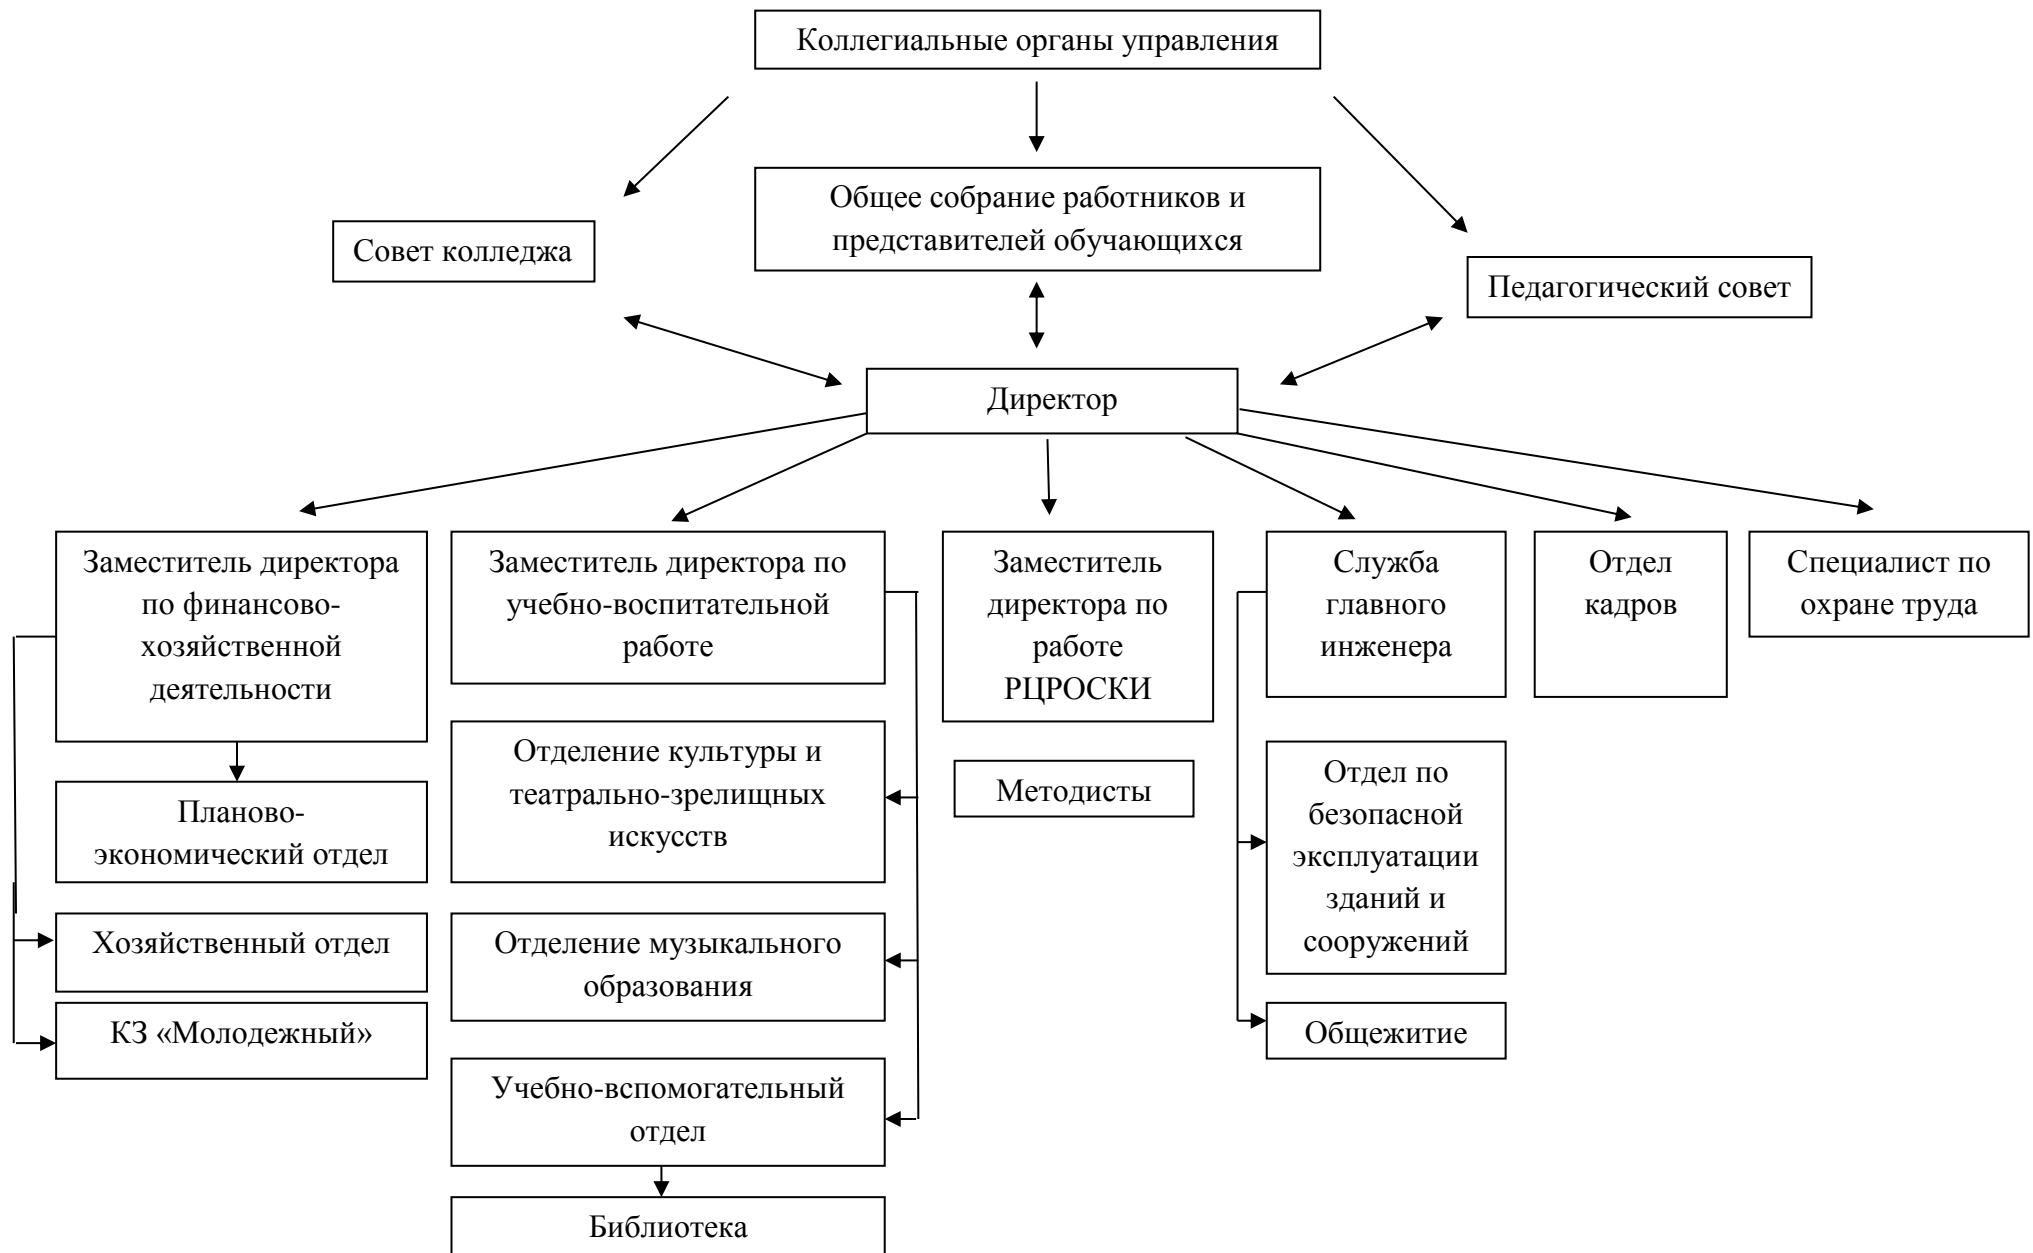 Коллегиальные органы управления
Общее собрание работников и
представителей обучающихся
Совет колледжа
Педагогический совет
Директор
Заместитель директора
по финансово-
хозяйственной
деятельности
Заместитель директора по
учебно-воспитательной
работе
Заместитель
директора по
работе
РЦРОСКИ
Служба
главного
инженера
Отдел
кадров
Специалист по
охране труда
Планово-
экономический отдел
Хозяйственный отдел
КЗ «Молодежный»
Отделение культуры и
театрально-зрелищных
искусств
Отделение музыкального
образования
Учебно-вспомогательный
отдел
Библиотека
Методисты
Отдел по
безопасной
эксплуатации
зданий и
сооружений
Общежитие